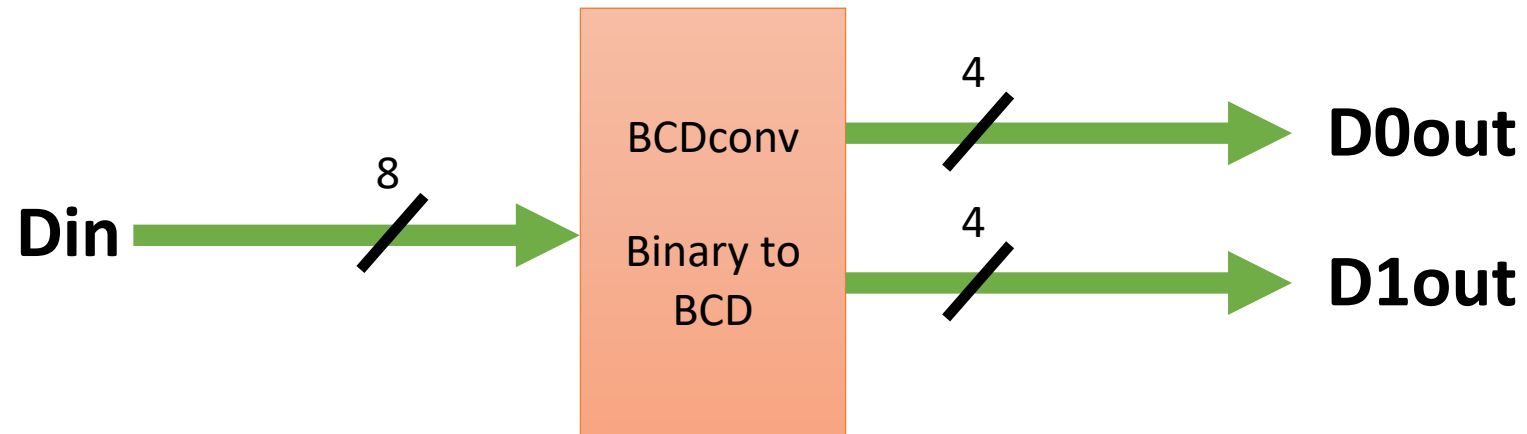 Din
8
BCDconv
Binary to
BCD
4
D0out
4
D1out